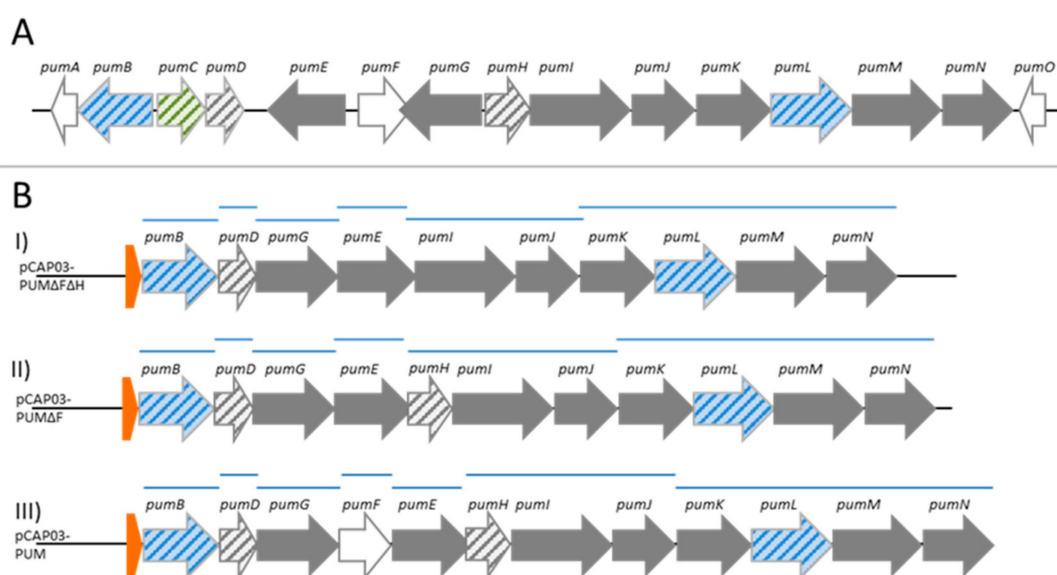 A
pumA pumB pumC pumD pumE pumF pumG pumH pumI pumJ pumK pumL pumM pumN pumO
B
I)
pumB pumD pumG pumE pumI pumJ pumK pumL pumM pumN
pCAP03-
PUMΔFΔH
II)
pumB pumD pumG pumE pumH pumI pumJ pumK pumL pumM pumN
pCAP03-
PUMΔF
III)
pumB pumD pumG pumF pumE pumH pumI pumJ pumK pumL pumM pumN
pCAP03-
PUM